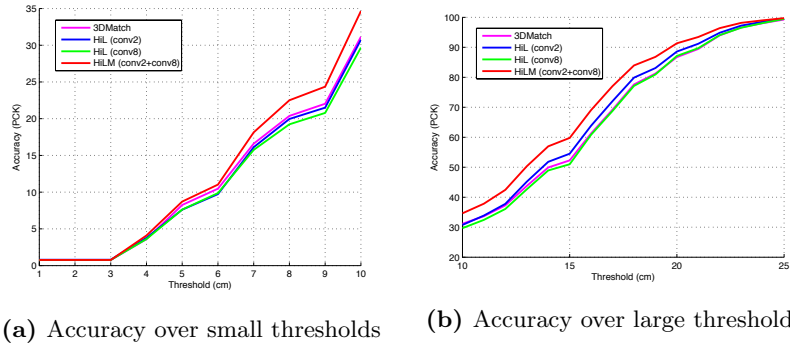 35
30
25
20
15
10
5
0
Accuracy (PCK)
3DMatch
HiL (conv2)
HiL (conv8)
HiLM (conv2+conv8)
1 2 3 4 5 6 7 8 9 10
Threshold (cm)
(a) Accuracy over small thresholds
100
90
80
70
60
50
40
30
20
Accuracy (PCK)
3DMatch
HiL (conv2)
HiL (conv8)
HiLM (conv2+conv8)
10 15 20 25
Threshold (cm)
(b) Accuracy over large threshold